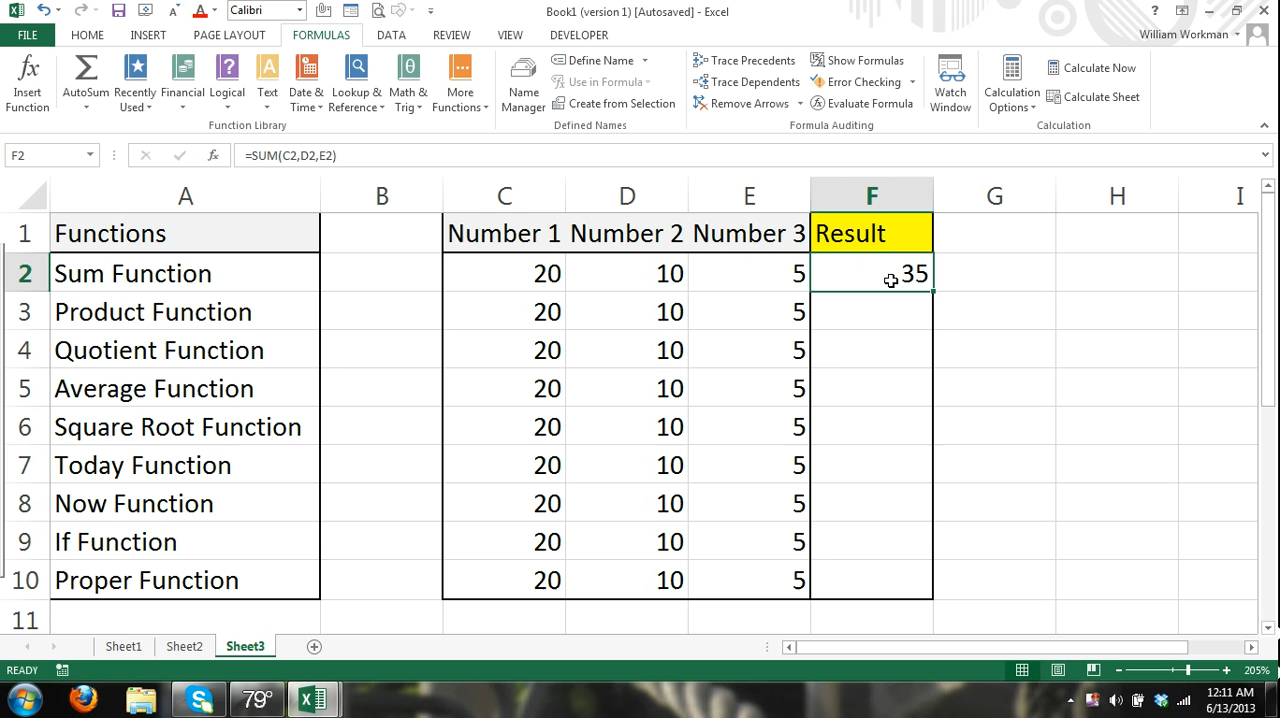 Calibri
Book1 (version 1) [Autosaved] - Excel
?
FILE HOME INSERT PAGE LAYOUT FORMULAS DATA REVIEW VIEW DEVELOPER
William Workman
fx Σ ? A θ
Insert Function
AutoSum
Recently Used
Financial
Logical
Text
Date & Time
Lookup & Reference
Math & Trig
More Functions
Function Library
Name Manager
Define Name
Use in Formula
Create from Selection
Defined Names
Trace Precedents
Trace Dependents
Remove Arrows
Show Formulas
Error Checking
Evaluate Formula
Watch Window
Formula Auditing
Calculation Options
Calculate Now
Calculate Sheet
Calculation
F2 fx =SUM(C2,D2,E2)
A B C D E F G H I
1 Functions Number 1 Number 2 Number 3 Result
2 Sum Function 20 10 5 35
3 Product Function 20 10 5
4 Quotient Function 20 10 5
5 Average Function 20 10 5
6 Square Root Function 20 10 5
7 Today Function 20 10 5
8 Now Function 20 10 5
9 If Function 20 10 5
10 Proper Function 20 10 5
11
Sheet1 Sheet2 Sheet3
READY 205%
79°
12:11 AM
6/13/2013